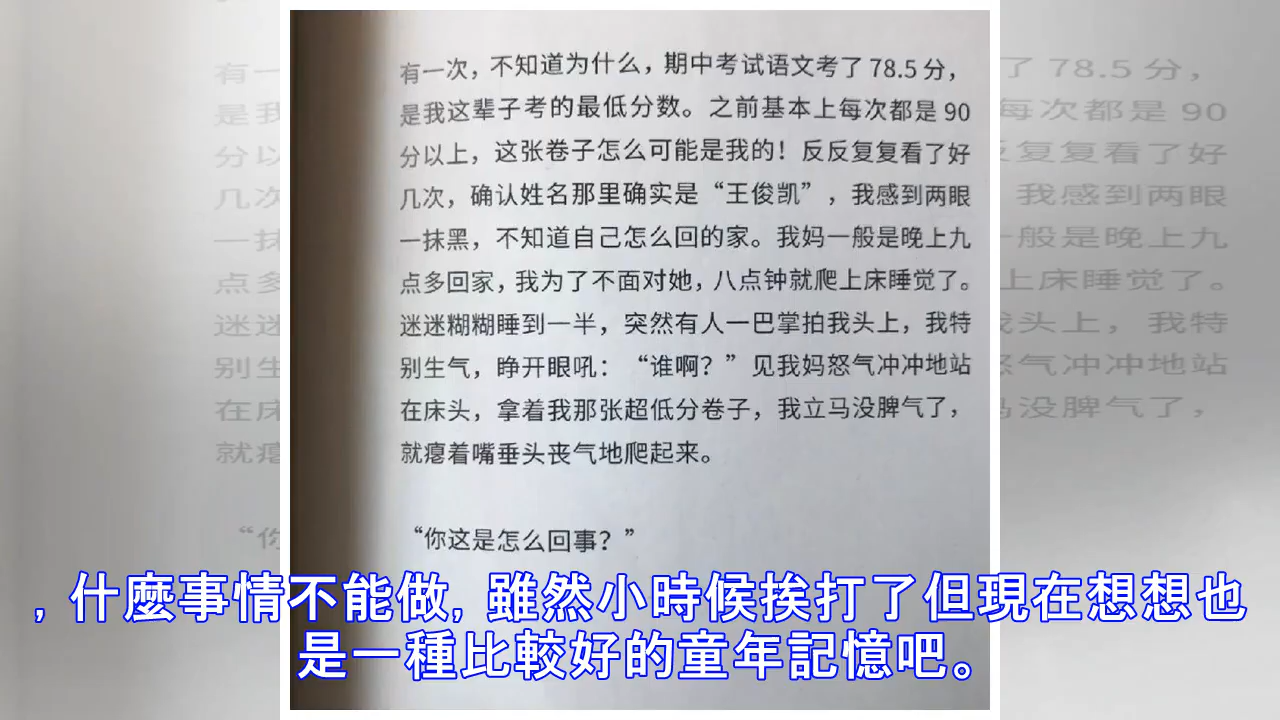 有一次，不知道为什么，期中考试语文考了 78.5 分，
是我这辈子考的最低分数。之前基本上每次都是 90
分以上，这张卷子怎么可能是我的！反反复复看了好
几次，确认姓名那里确实是“王俊凯”，我感到两眼
一抹黑，不知道自己怎么回的家。我妈一般是晚上九
点多回家，我为了不面对她，八点钟就爬上床睡觉了。
迷迷糊糊睡到一半，突然有人一巴掌拍我头上，我特
别生气，睁开眼吼：“谁啊？”见我妈怒气冲冲地站
在床头，拿着我那张超低分卷子，我立马没脾气了，
就瘪着嘴垂头丧气地爬起来。
“你这是怎么回事？”
，什麼事情不能做，雖然小時候挨打了但現在想想也
是一種比較好的童年記憶吧。